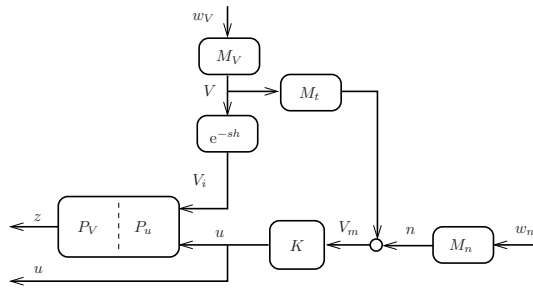 w_V
M_V
V
M_t
e^{-sh}
V_i
z
P_V
P_u
u
K
V_m
n
M_n
w_n
u